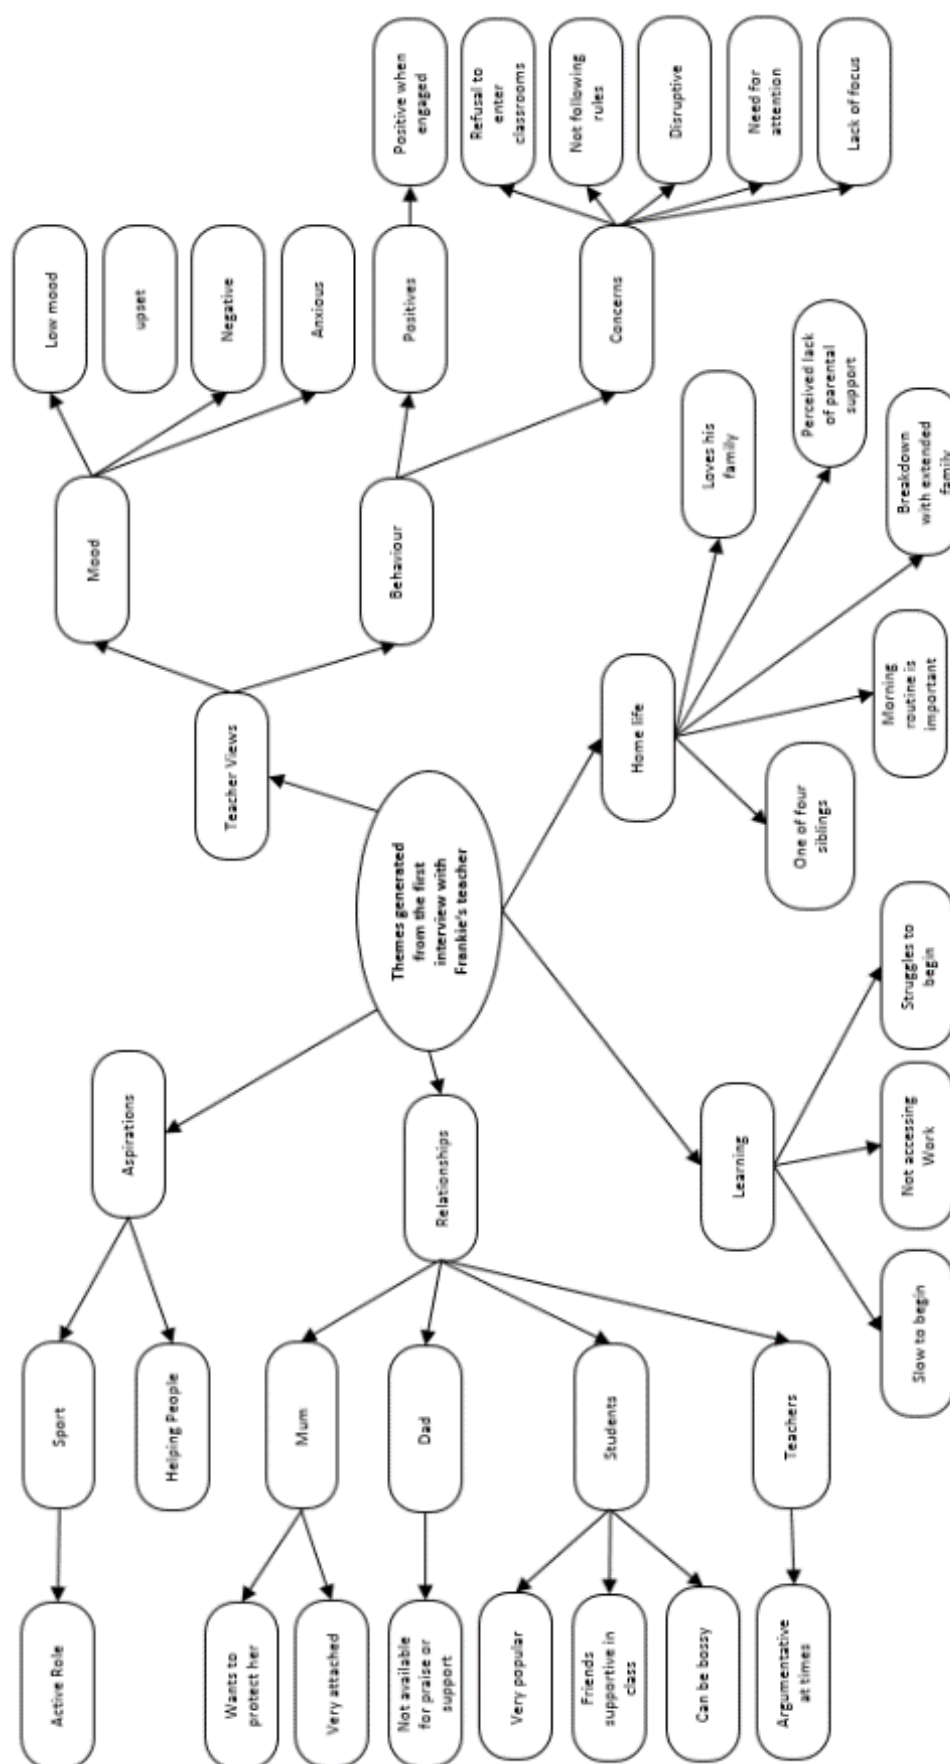 Active Role
Sport
Helping People
Aspirations
Wants to
protect her
Very attached
Mum
Not available
for praise or
support
Dad
Very popular
Friends
supportive in
class
Can be bossy
Students
Argumentative
at times
Teachers
Relationships
Themes generated
from the first
interview with
Frankie's teacher
Teacher Views
Mood
Low mood
upset
Negative
Anxious
Behaviour
Positives
Positive when
engaged
Concerns
Refusal to
enter
classrooms
Not following
rules
Disruptive
Need for
attention
Lack of focus
Home life
Loves his
family
Perceived lack
of parental
support
Breakdown
with extended
family
Morning
routine is
important
One of four
siblings
Learning
Slow to begin
Not accessing
Work
Struggles to
begin